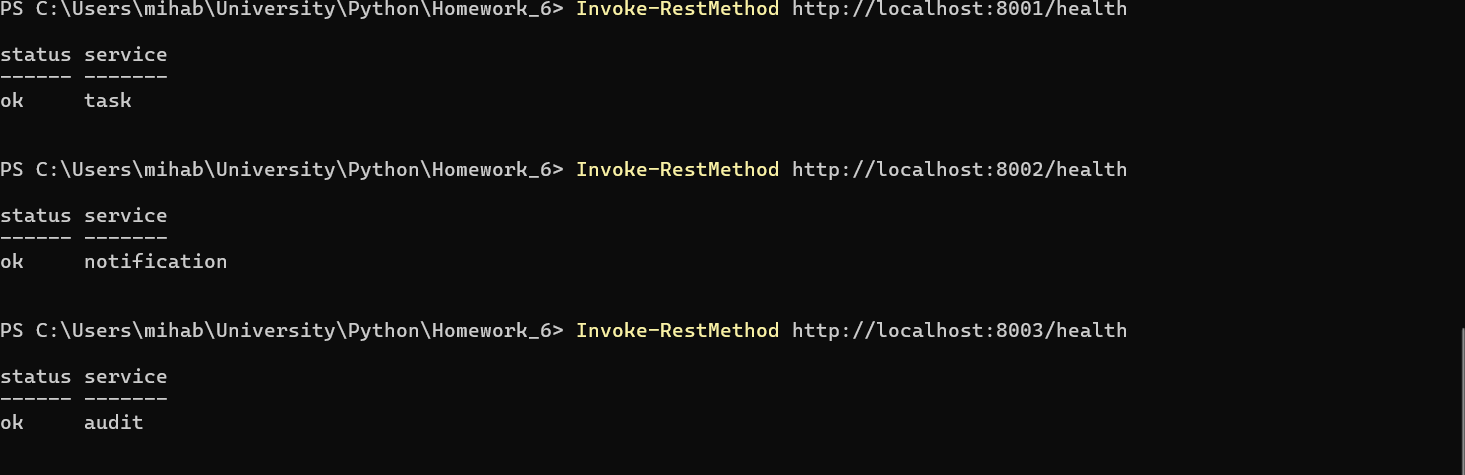 PS C:\Users\mihab\University\Python\Homework_6> Invoke-RestMethod http://localhost:8001/health
status service
------ -------
ok     task
PS C:\Users\mihab\University\Python\Homework_6> Invoke-RestMethod http://localhost:8002/health
status service
------ -------
ok     notification
PS C:\Users\mihab\University\Python\Homework_6> Invoke-RestMethod http://localhost:8003/health
status service
------ -------
ok     audit